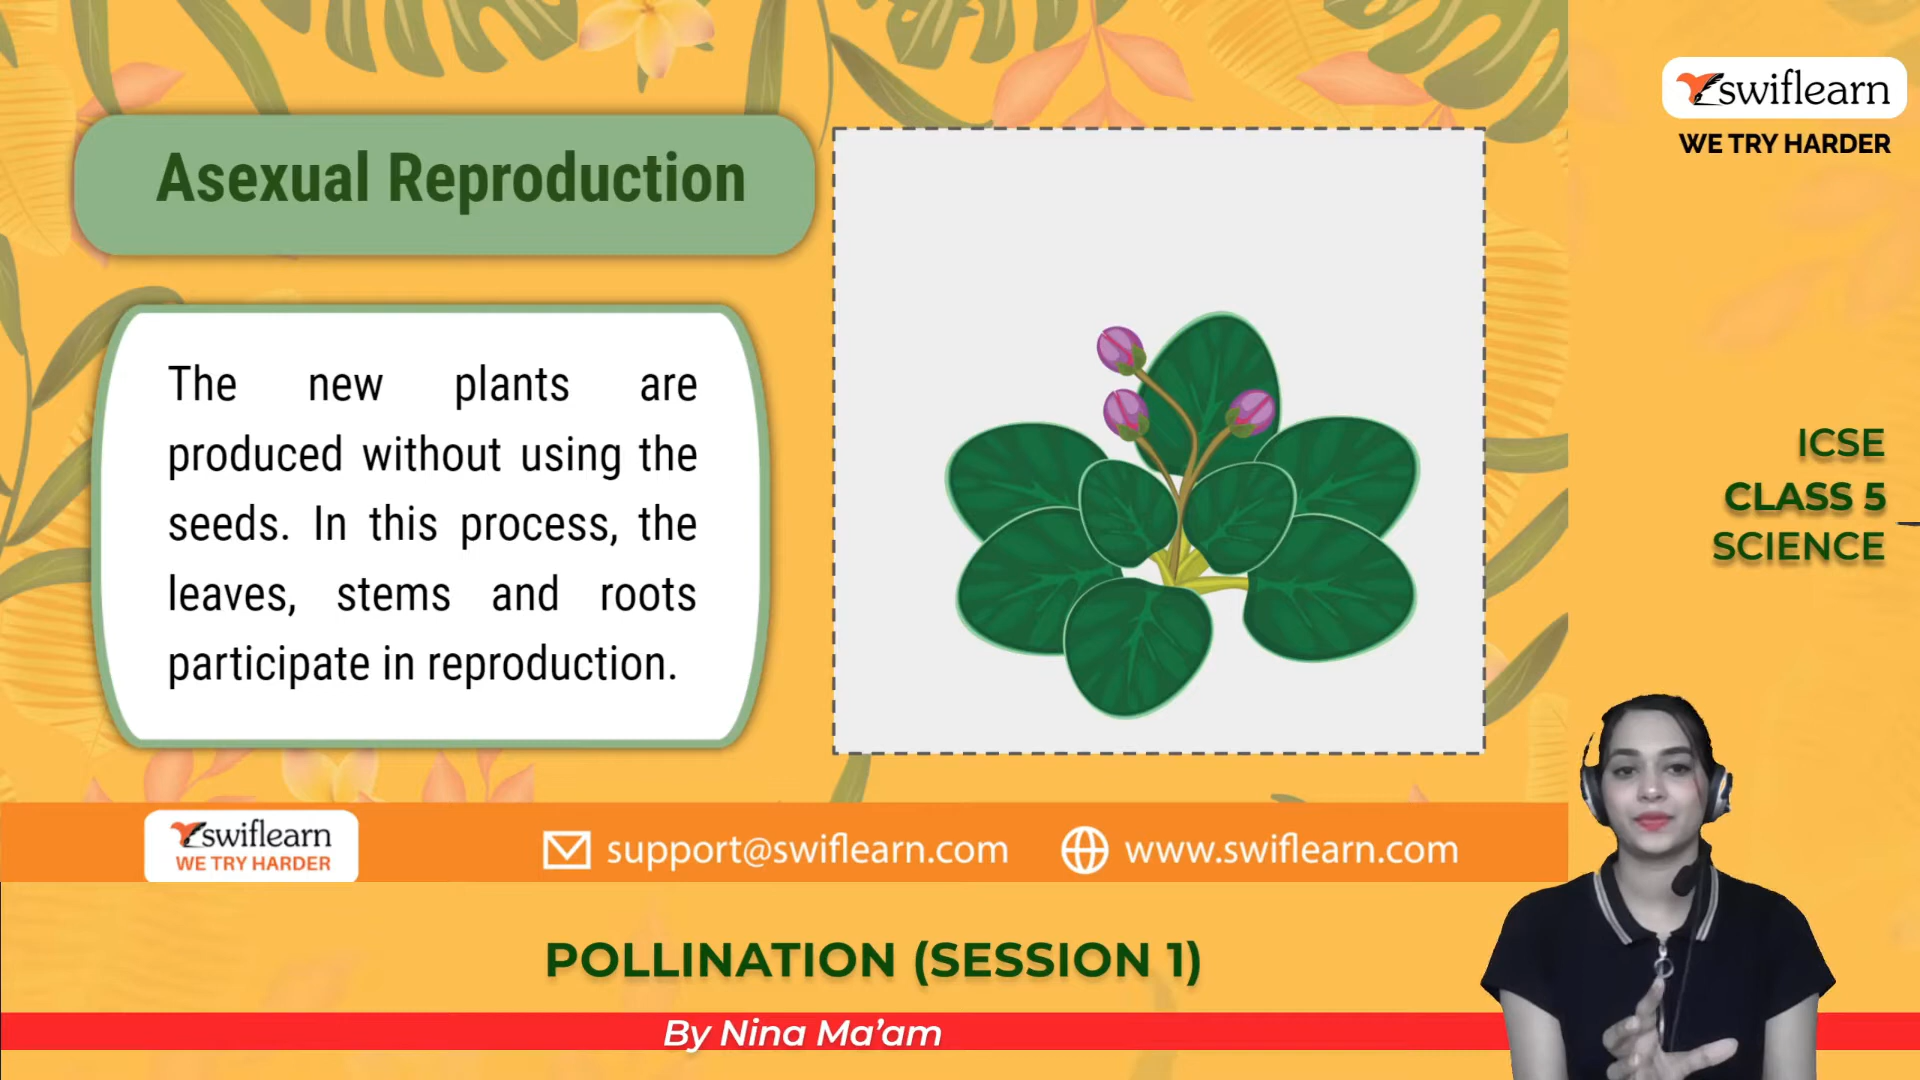 swiflearn
WE TRY HARDER
Asexual Reproduction
The new plants are
produced without using the
seeds. In this process, the
leaves, stems and roots
participate in reproduction.
ICSE
CLASS 5
SCIENCE
swiflearn
WE TRY HARDER
support@swiflearn.com
www.swiflearn.com
POLLINATION (SESSION 1)
By Nina Ma’am